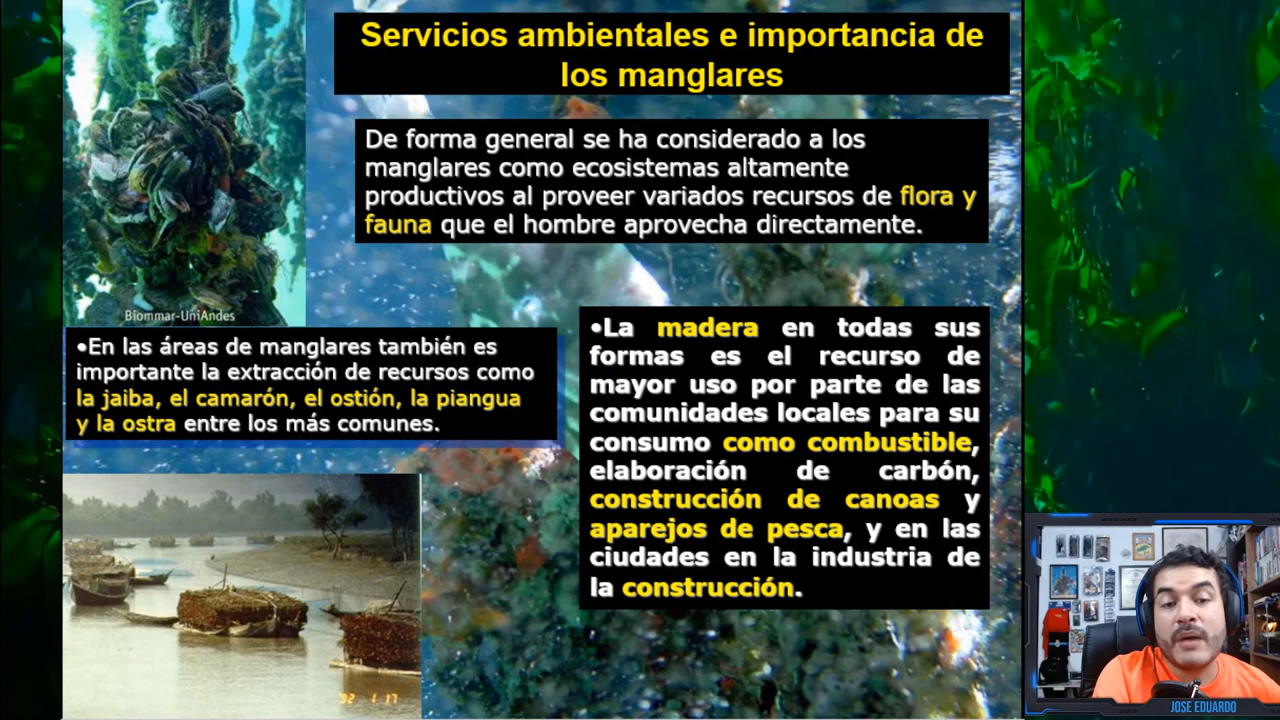 Servicios ambientales e importancia de
los manglares
De forma general se ha considerado a los
manglares como ecosistemas altamente
productivos al proveer variados recursos de flora y
fauna que el hombre aprovecha directamente.
Biommar-UniAndes
•En las áreas de manglares también es
importante la extracción de recursos como
la jaiba, el camarón, el ostión, la piangua
y la ostra entre los más comunes.
•La madera en todas sus
formas es el recurso de
mayor uso por parte de las
comunidades locales para su
consumo como combustible,
elaboración de carbón,
construcción de canoas y
aparejos de pesca, y en las
ciudades en la industria de
la construcción.
92 1 17
JOSE EDUARDO